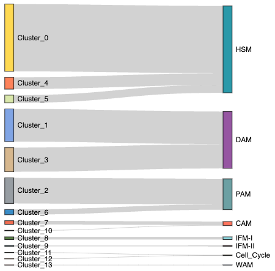 Cluster_0
HSM
Cluster_4
Cluster_5
Cluster_1
DAM
Cluster_3
Cluster_2
PAM
Cluster_6
Cluster_7
CAM
Cluster_10
Cluster_8
IFM-I
Cluster_9
IFM-II
Cluster_11
Cell_Cycle
Cluster_12
Cluster_13
WAM